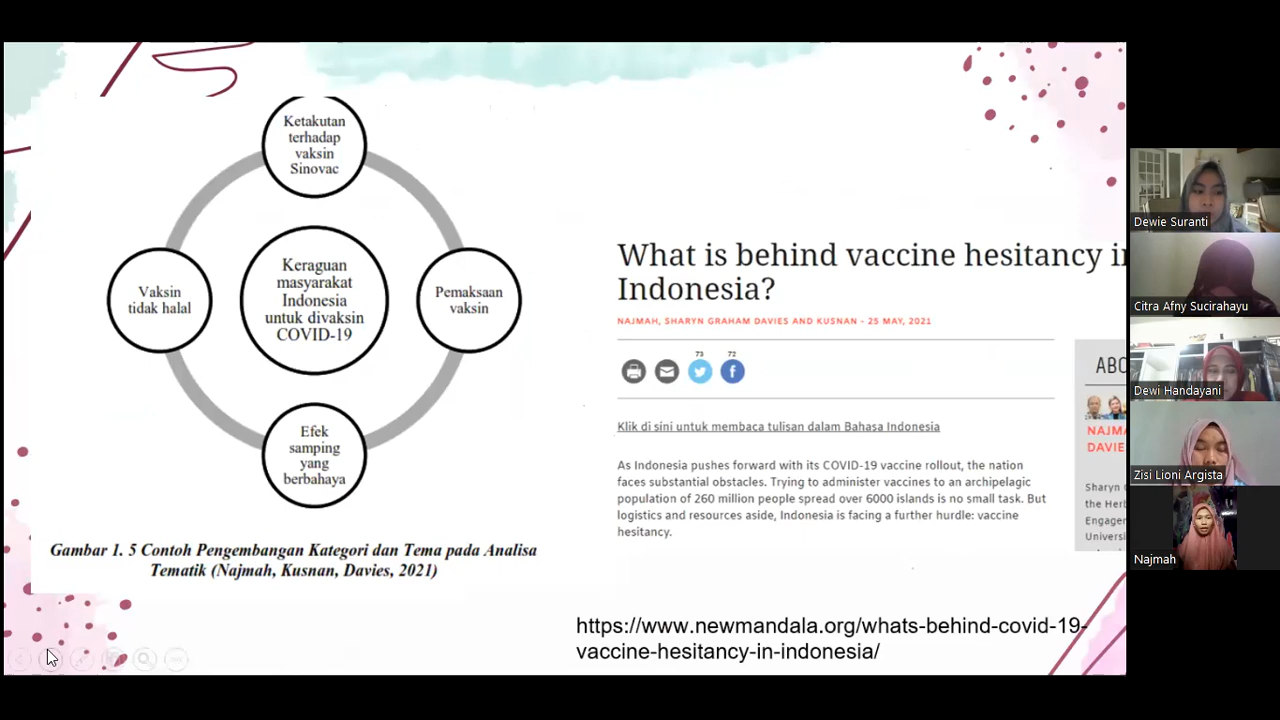 Ketakutan
terhadap
vaksin
Sinovac
Vaksin
tidak halal
Keraguan
masyarakat
Indonesia
untuk divaksin
COVID-19
Pemaksaan
vaksin
Efek
samping
yang
berbahaya
Gambar 1. 5 Contoh Pengembangan Kategori dan Tema pada Analisa
Tematik (Najmah, Kusnan, Davies, 2021)
What is behind vaccine hesitancy in
Indonesia?
NAJMAH, SHARYN GRAHAM DAVIES AND KUSNAN - 25 MAY, 2021
73 72
Klik di sini untuk membaca tulisan dalam Bahasa Indonesia
As Indonesia pushes forward with its COVID-19 vaccine rollout, the nation
faces substantial obstacles. Trying to administer vaccines to an archipelagic
population of 260 million people spread over 6000 islands is no small task. But
logistics and resources aside, Indonesia is facing a further hurdle: vaccine
hesitancy.
ABO
NAJMA
DAVIE
Sharyn
the Her
Engage
Univers
https://www.newmandala.org/whats-behind-covid-19-
vaccine-hesitancy-in-indonesia/
Dewie Suranti
Citra Afny Sucirahayu
Dewi Handayani
Zisi Lioni Argista
Najmah